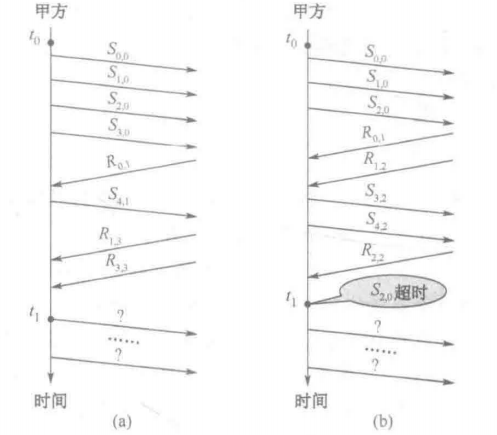 甲方
t₀
S₀,₀
S₁,₀
S₂,₀
S₃,₀
R₀,₁
S₄,₁
R₁,₃
R₃,₃
t₁
?
……
?
时间
(a)
甲方
t₀
S₀,₀
S₁,₀
S₂,₀
R₀,₁
R₁,₂
S₃,₂
S₄,₂
R₂,₂
S₂,₀超时
t₁
?
……
?
时间
(b)